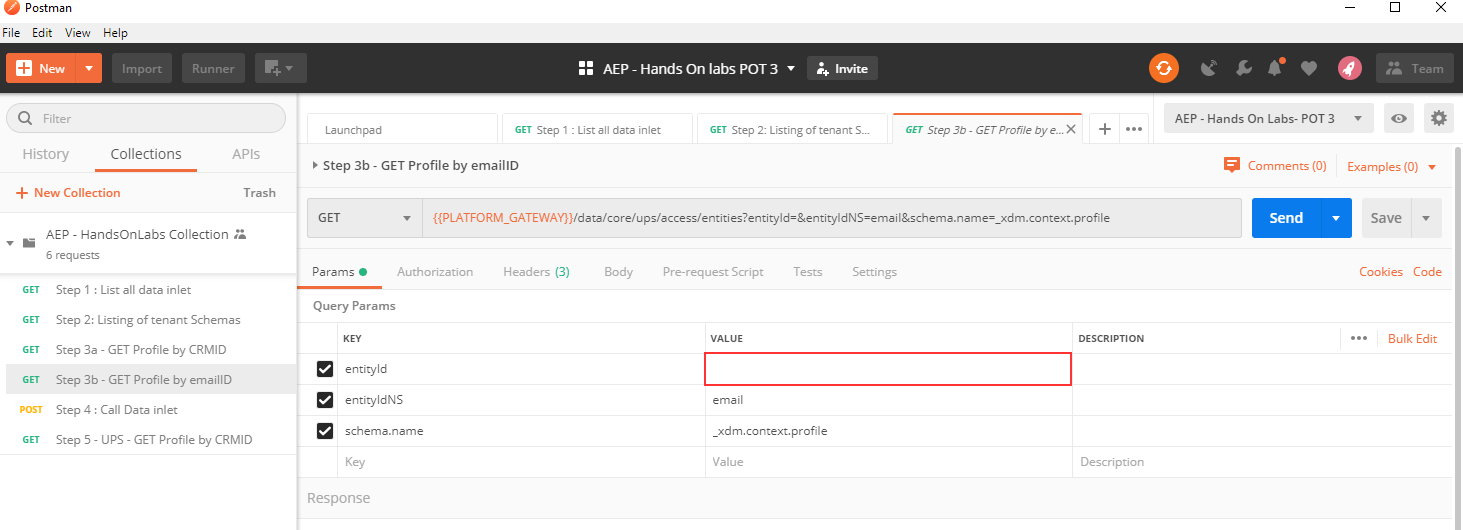 Postman
File Edit View Help
New Import Runner AEP - Hands On labs POT 3 Invite Team
Filter
History Collections APIs
New Collection Trash
AEP - HandsOnLabs Collection
6 requests
GET Step 1 : List all data inlet
GET Step 2: Listing of tenant Schemas
GET Step 3a - GET Profile by CRMID
GET Step 3b - GET Profile by emailID
POST Step 4 : Call Data inlet
GET Step 5 - UPS - GET Profile by CRMID
Launchpad GET Step 1 : List all data inlet GET Step 2: Listing of tenant S... GET Step 3b - GET Profile by e... AEP - Hands On Labs- POT 3
Step 3b - GET Profile by emailID Comments (0) Examples (0)
GET {{PLATFORM_GATEWAY}}/data/core/ups/access/entities?entityId=&entityIdNS=email&schema.name=_xdm.context.profile Send Save
Params Authorization Headers (3) Body Pre-request Script Tests Settings Cookies Code
Query Params
KEY VALUE DESCRIPTION Bulk Edit
entityId
entityIdNS email
schema.name _xdm.context.profile
Key Value Description
Response